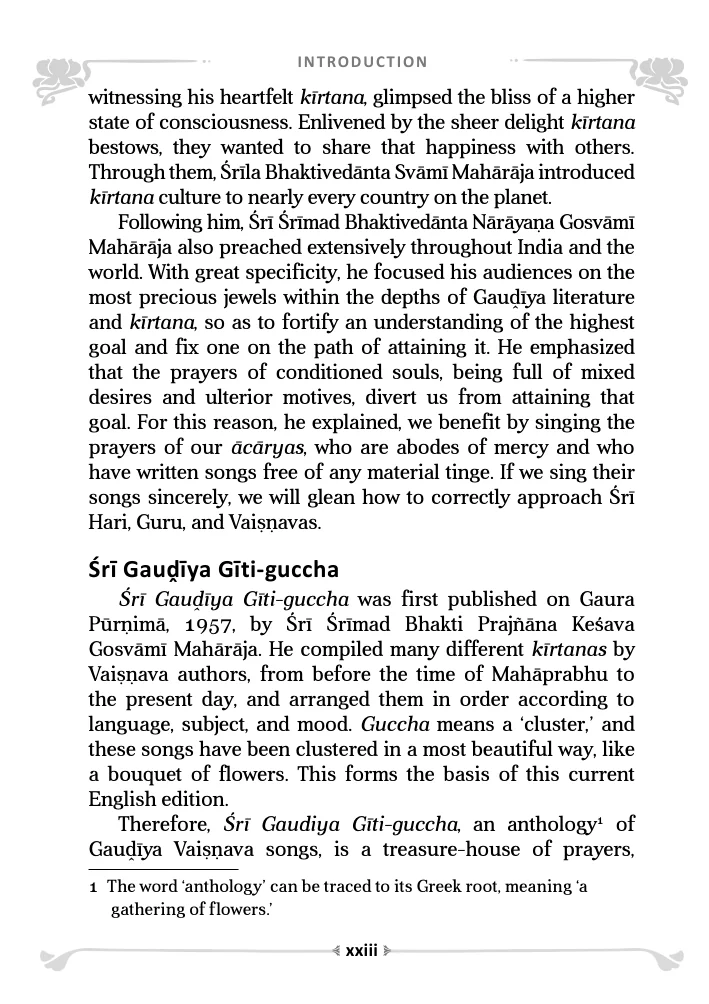 INTRODUCTION
witnessing his heartfelt kīrtana, glimpsed the bliss of a higher
state of consciousness. Enlivened by the sheer delight kīrtana
bestows, they wanted to share that happiness with others.
Through them, Śrīla Bhaktivedānta Svāmī Mahārāja introduced
kīrtana culture to nearly every country on the planet.
Following him, Śrī Śrīmad Bhaktivedānta Nārāyaṇa Gosvāmī
Mahārāja also preached extensively throughout India and the
world. With great specificity, he focused his audiences on the
most precious jewels within the depths of Gauḍīya literature
and kīrtana, so as to fortify an understanding of the highest
goal and fix one on the path of attaining it. He emphasized
that the prayers of conditioned souls, being full of mixed
desires and ulterior motives, divert us from attaining that
goal. For this reason, he explained, we benefit by singing the
prayers of our ācāryas, who are abodes of mercy and who
have written songs free of any material tinge. If we sing their
songs sincerely, we will glean how to correctly approach Śrī
Hari, Guru, and Vaiṣṇavas.
Śrī Gauḍīya Gīti-guccha
Śrī Gauḍīya Gīti-guccha was first published on Gaura
Pūrṇimā, 1957, by Śrī Śrīmad Bhakti Prajñāna Keśava
Gosvāmī Mahārāja. He compiled many different kīrtanas by
Vaiṣṇava authors, from before the time of Mahāprabhu to
the present day, and arranged them in order according to
language, subject, and mood. Guccha means a ‘cluster,’ and
these songs have been clustered in a most beautiful way, like
a bouquet of flowers. This forms the basis of this current
English edition.
Therefore, Śrī Gaudiya Gīti-guccha, an anthology¹ of
Gauḍīya Vaiṣṇava songs, is a treasure-house of prayers,
1 The word ‘anthology’ can be traced to its Greek root, meaning ‘a
gathering of flowers.’
xxiii